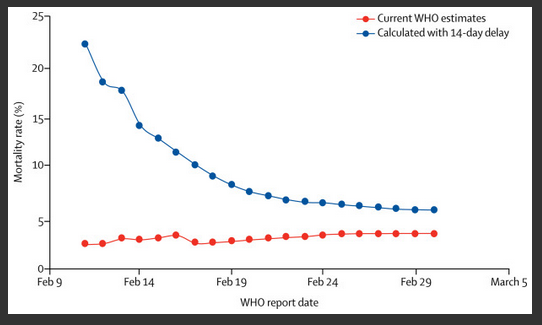 Current WHO estimates
Calculated with 14-day delay
Mortality rate (%)
25
20
15
10
5
0
Feb 9
Feb 14
Feb 19
Feb 24
Feb 29
March 5
WHO report date